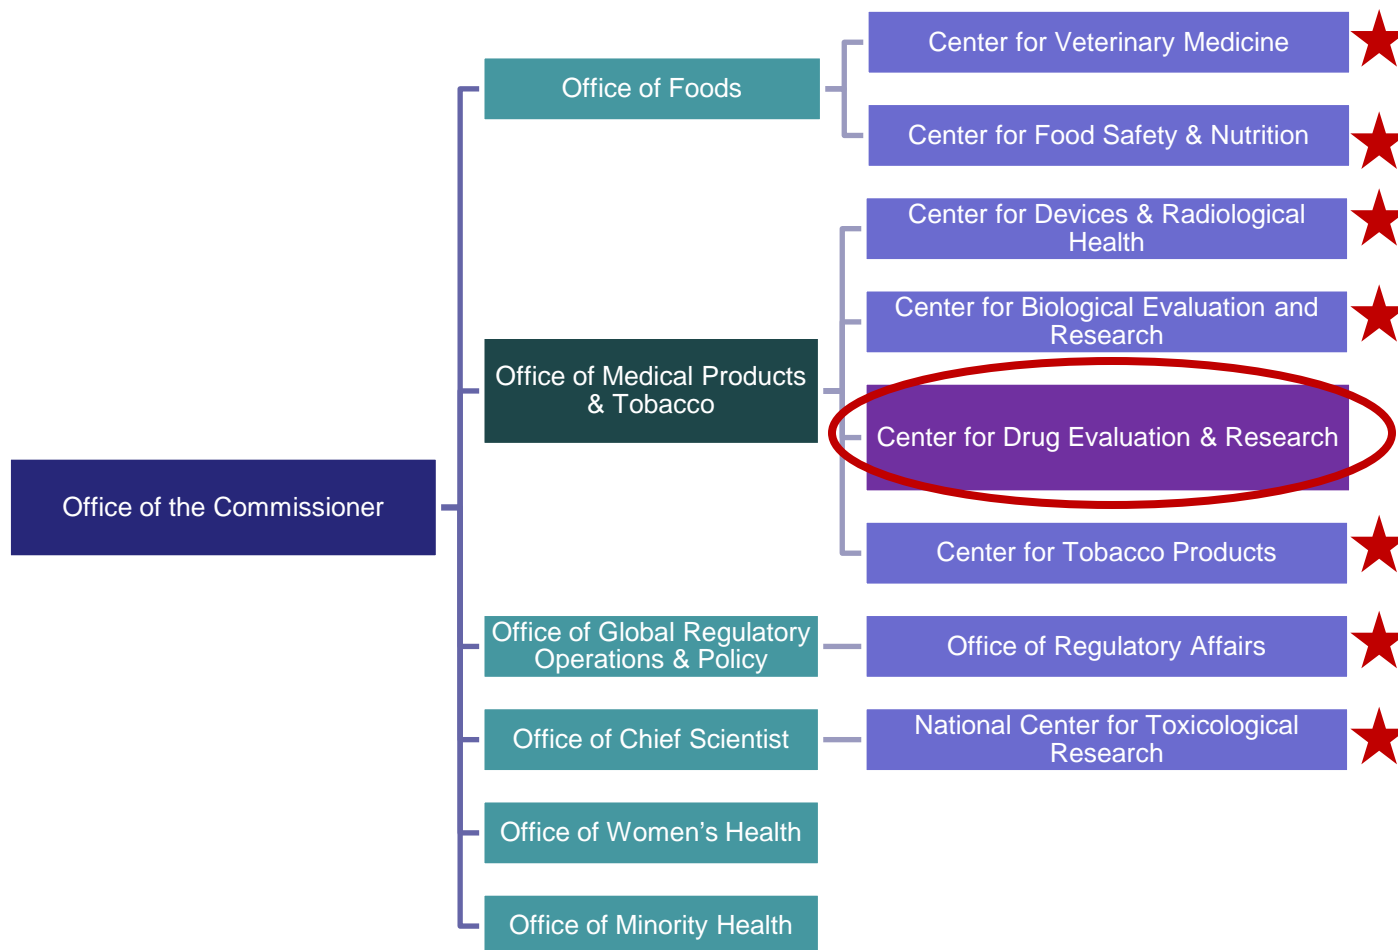 Office of the Commissioner
Office of Foods
Center for Veterinary Medicine
Center for Food Safety & Nutrition
Office of Medical Products
& Tobacco
Center for Devices & Radiological
Health
Center for Biological Evaluation and
Research
Center for Drug Evaluation & Research
Center for Tobacco Products
Office of Global Regulatory
Operations & Policy
Office of Regulatory Affairs
Office of Chief Scientist
National Center for Toxicological
Research
Office of Women’s Health
Office of Minority Health